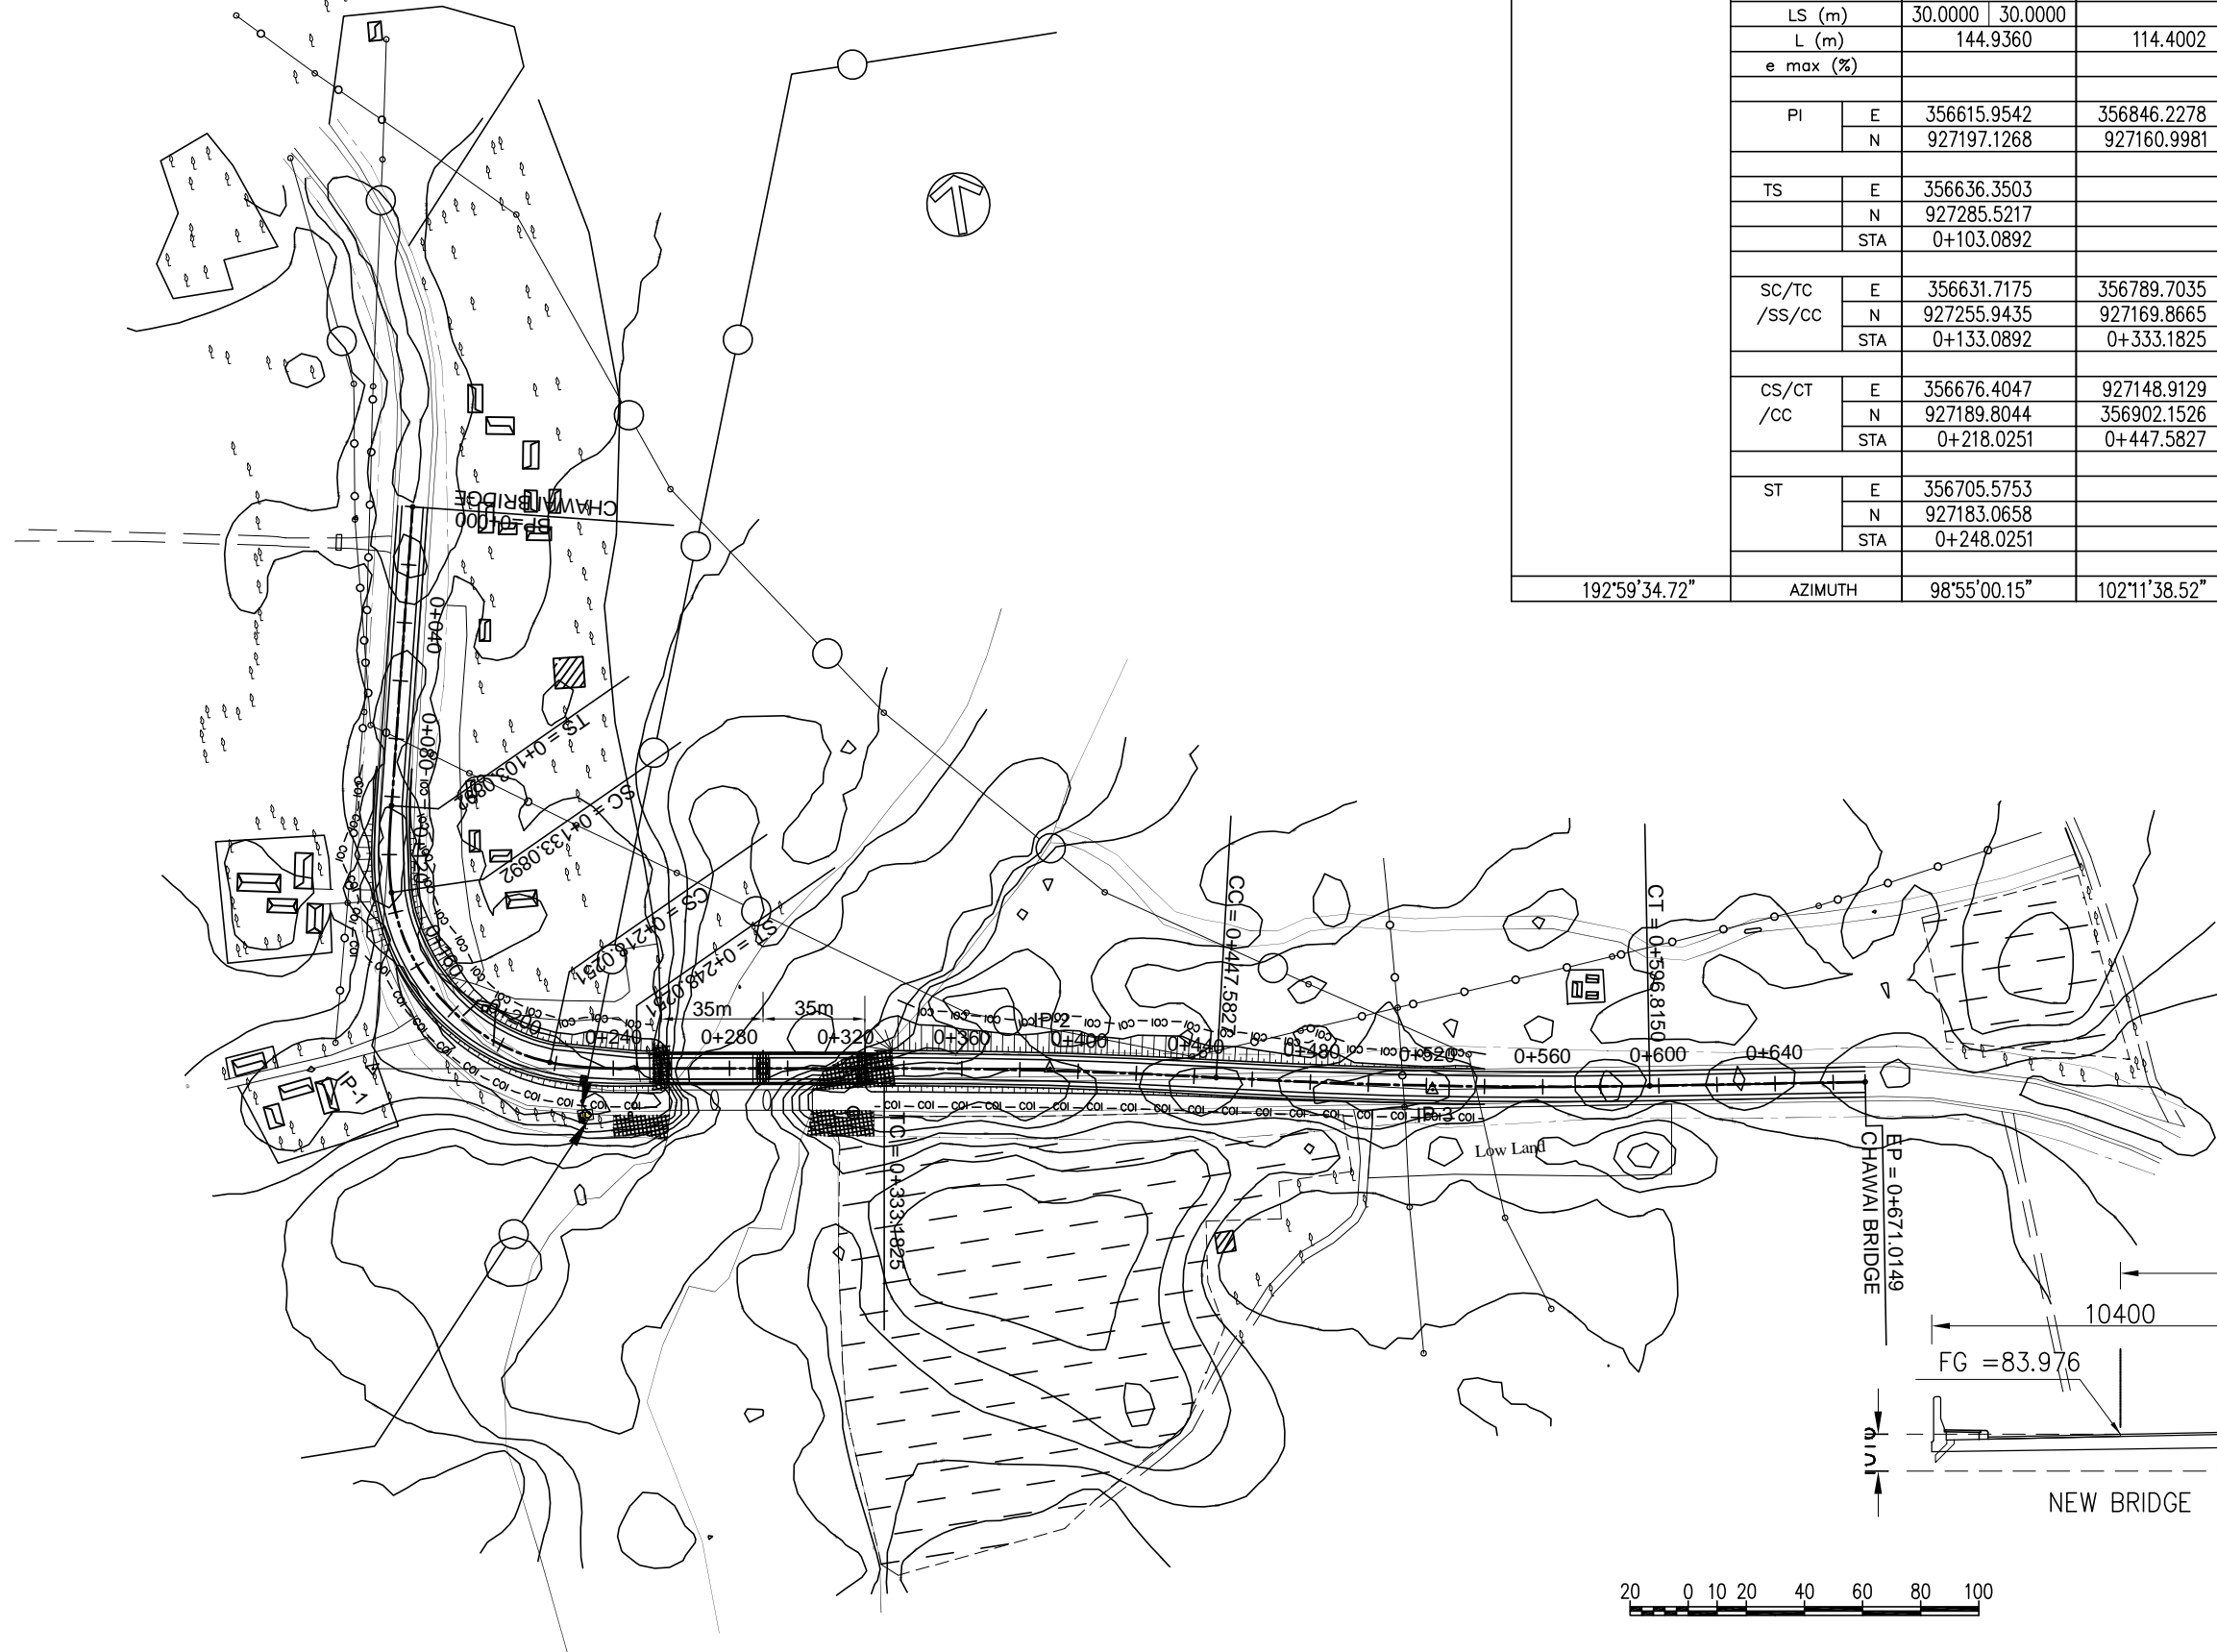 LS (m) 30.0000 30.0000
L (m) 144.9360 114.4002
e max (%)
PI E 356615.9542 356846.2278
N 927197.1268 927160.9981
TS E 356636.3503
N 927285.5217
STA 0+103.0892
SC/TC E 356631.7175 356789.7035
/SS/CC N 927255.9435 927169.8665
STA 0+133.0892 0+333.1825
CS/CT E 356676.4047 927148.9129
/CC N 927189.8044 356902.1526
STA 0+218.0251 0+447.5827
ST E 356705.5753
N 927183.0658
STA 0+248.0251
192°59'34.72" AZIMUTH 98°55'00.15" 102°11'38.52"
CHAWAI BRIDGE
BP=0+000
0+040
0+080
TS = 0+103.0892
0+120
SC = 0+133.0892
0+160
CS = 0+218.0251
0+200
ST = 0+248.0251
35m 35m
0+240
0+280
0+320
0+360
0+400
0+440
0+480
0+520
0+560
0+600
0+640
IP-2
IP-3
IP-1
CC = 0+447.5828
CT = 0+596.8150
TC = 0+333.1825
Low Land
EP = 0+671.0149
CHAWAI BRIDGE
10400
FG =83.976
NEW BRIDGE
20 0 10 20 40 60 80 100